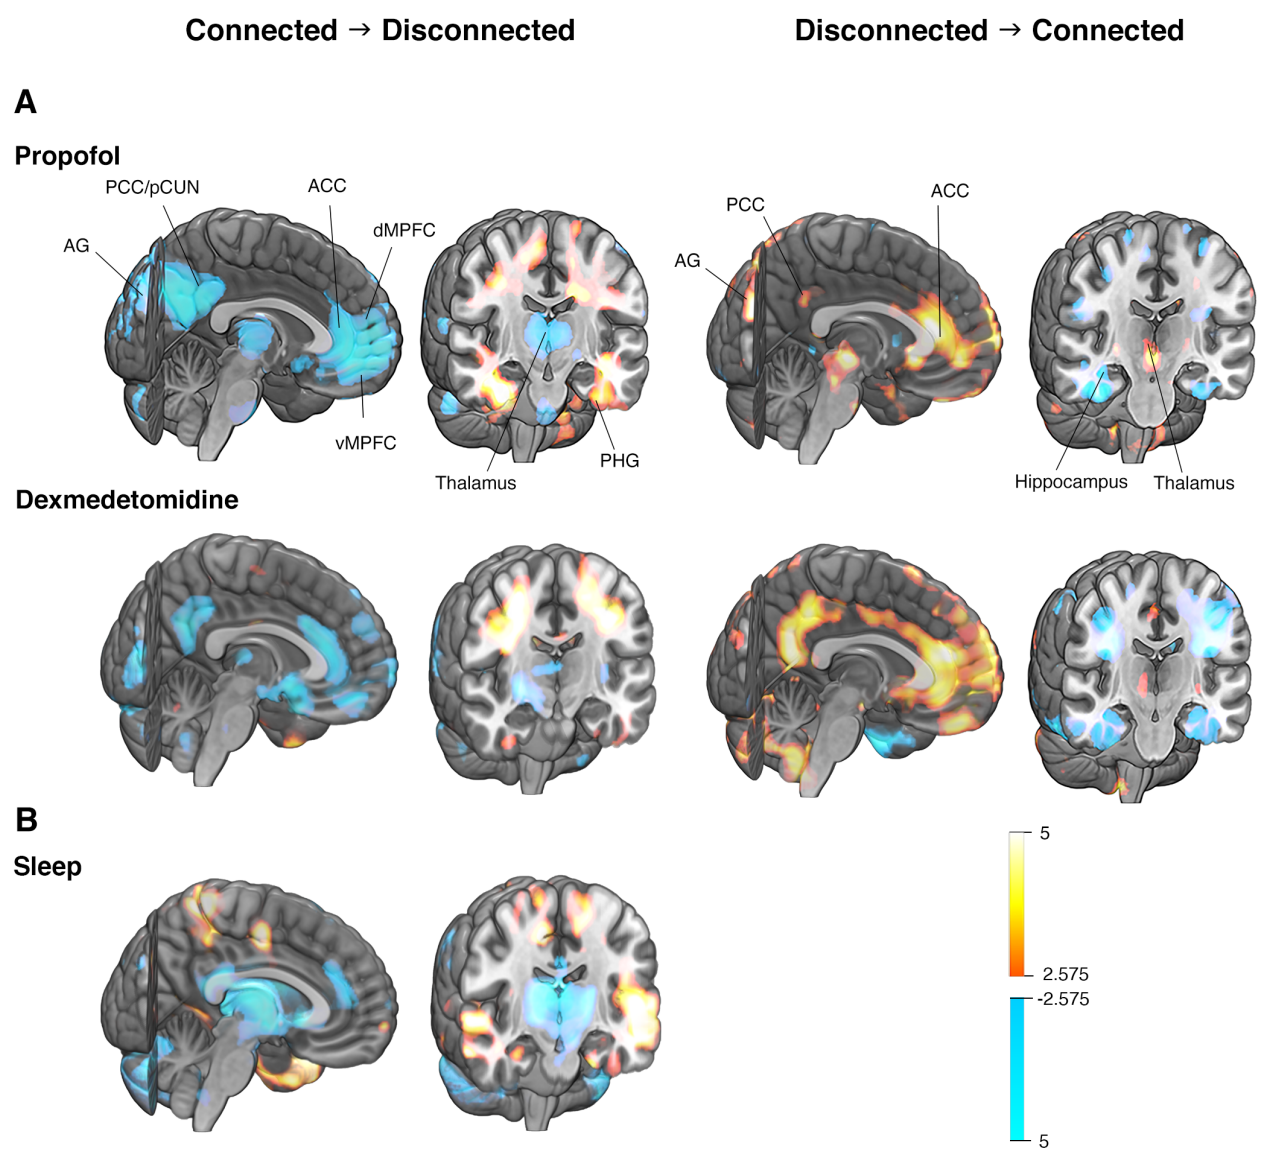 Connected → Disconnected
Disconnected → Connected
A
Propofol
PCC/pCUN
ACC
dMPFC
AG
vMPFC
Thalamus
PHG
PCC
ACC
AG
Hippocampus
Thalamus
Dexmedetomidine
B
Sleep
5
2.575
-2.575
5